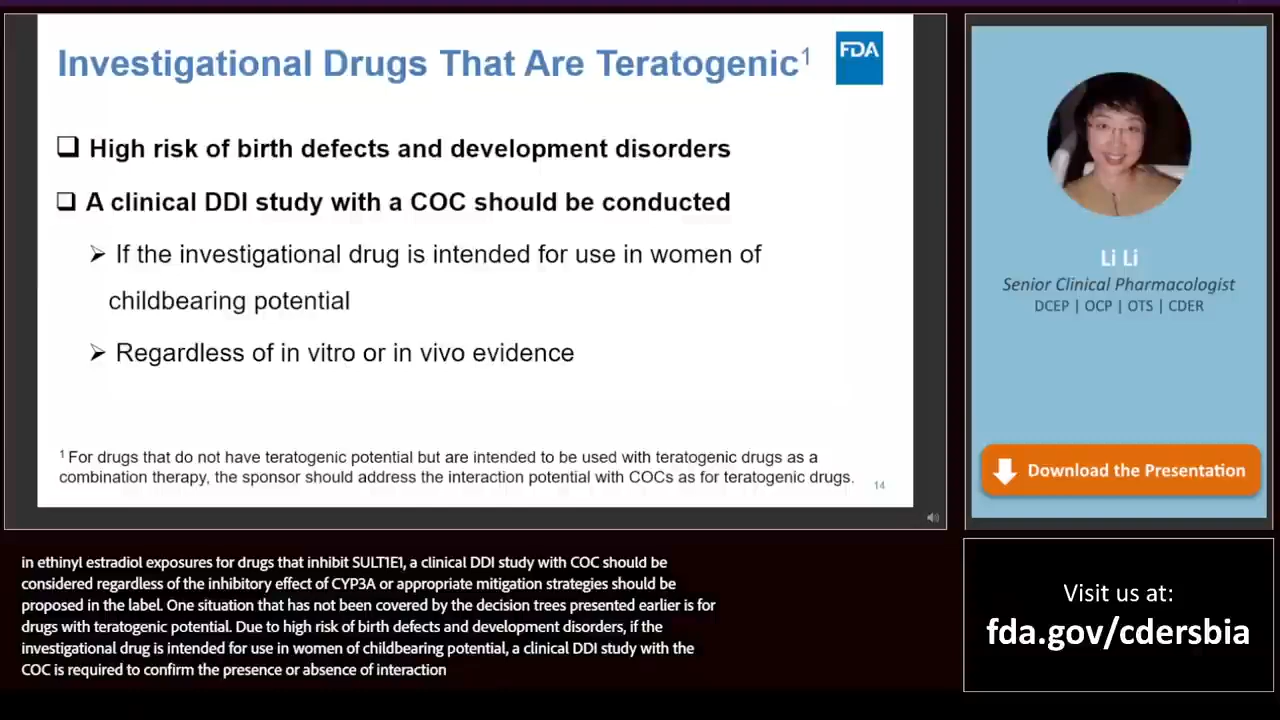 Investigational Drugs That Are Teratogenic1
FDA
❑ High risk of birth defects and development disorders
❑ A clinical DDI study with a COC should be conducted
➢ If the investigational drug is intended for use in women of
childbearing potential
➢ Regardless of in vitro or in vivo evidence
1 For drugs that do not have teratogenic potential but are intended to be used with teratogenic drugs as a
combination therapy, the sponsor should address the interaction potential with COCs as for teratogenic drugs.
14
Li Li
Senior Clinical Pharmacologist
DCEP | OCP | OTS | CDER
Download the Presentation
in ethinyl estradiol exposures for drugs that inhibit SULT1E1, a clinical DDI study with COC should be
considered regardless of the inhibitory effect of CYP3A or appropriate mitigation strategies should be
proposed in the label. One situation that has not been covered by the decision trees presented earlier is for
drugs with teratogenic potential. Due to high risk of birth defects and development disorders, if the
investigational drug is intended for use in women of childbearing potential, a clinical DDI study with the
COC is required to confirm the presence or absence of interaction
Visit us at:
fda.gov/cdersbia